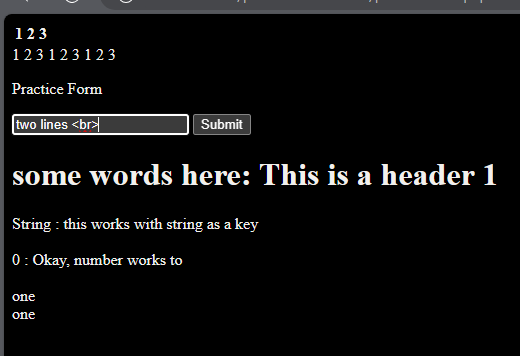 1 2 3
1 2 3 1 2 3 1 2 3
Practice Form
two lines <br> Submit
some words here: This is a header 1
String : this works with string as a key
0 : Okay, number works to
one
one